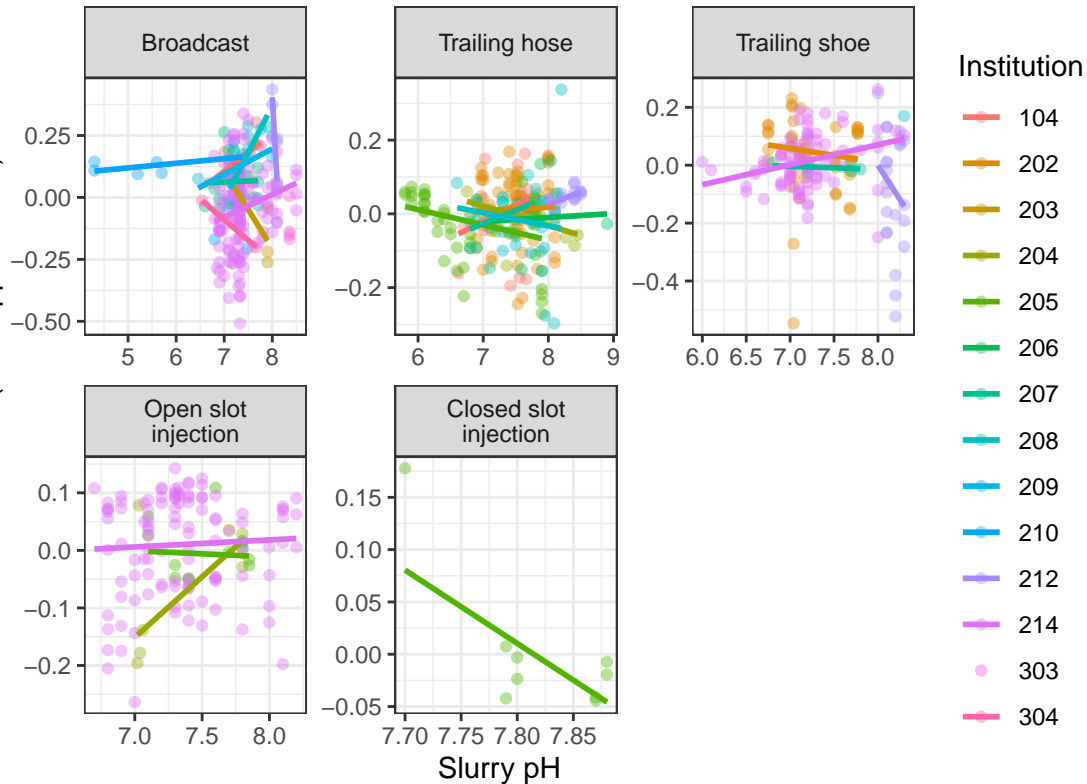 Broadcast
Trailing hose
Trailing shoe
0.25
0.00
−0.25
−0.50
5 6 7 8
0.2
0.0
−0.2
6 7 8 9
0.2
0.0
−0.2
−0.4
6.0 6.5 7.0 7.5 8.0
Open slot
injection
Closed slot
injection
0.1
0.0
−0.1
−0.2
7.0 7.5 8.0
0.15
0.10
0.05
0.00
−0.05
7.70 7.75 7.80 7.85
Slurry pH
Institution
104
202
203
204
205
206
207
208
209
210
212
214
303
304